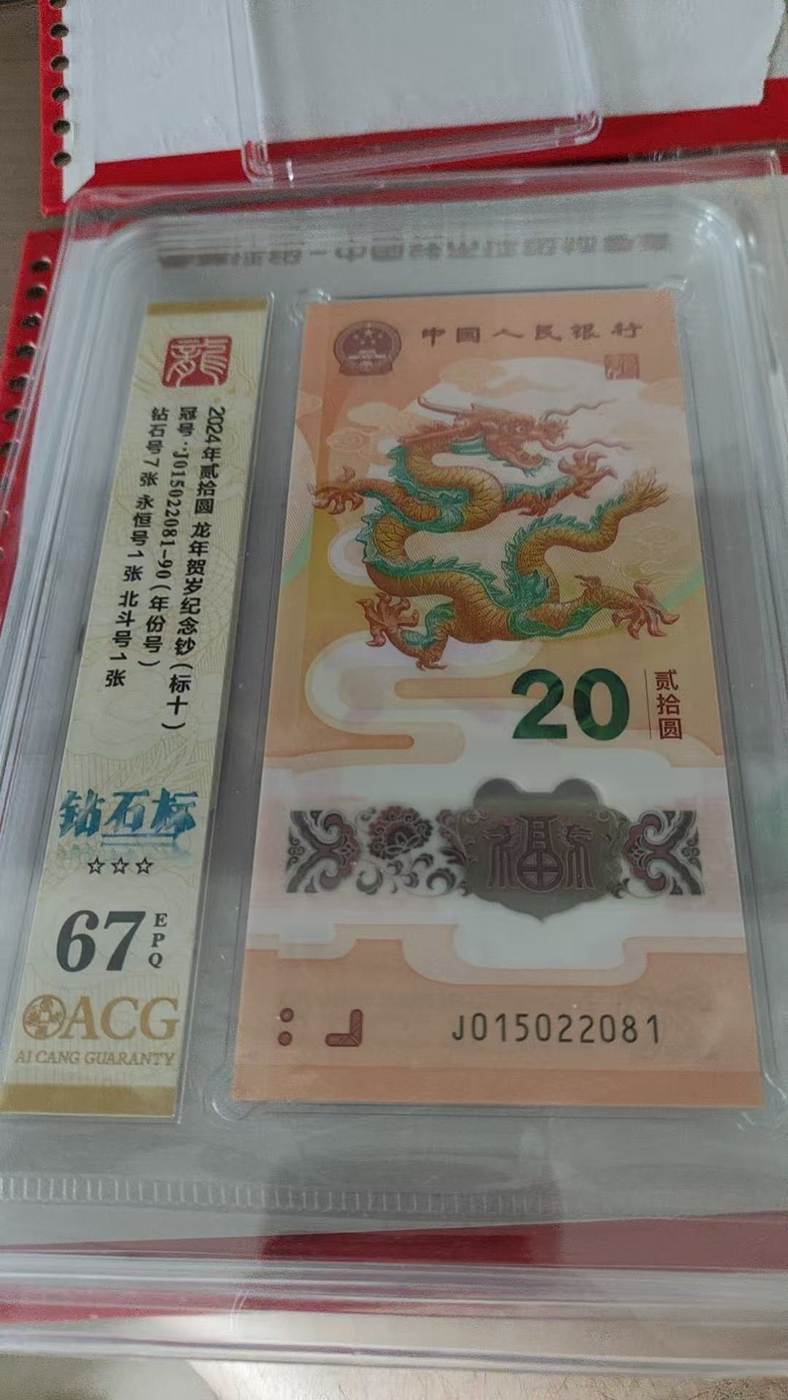 龍
2024年贰拾圆 龙年贺岁纪念钞(标十)
冠号:J015022081-90(年份号)
钻石号7张 永恒号1张 北斗号1张
钻石标
☆☆☆
67
EPQ
ACG
AI CANG GUARANTY
中国人民银行
20
贰拾圆
福
J015022081